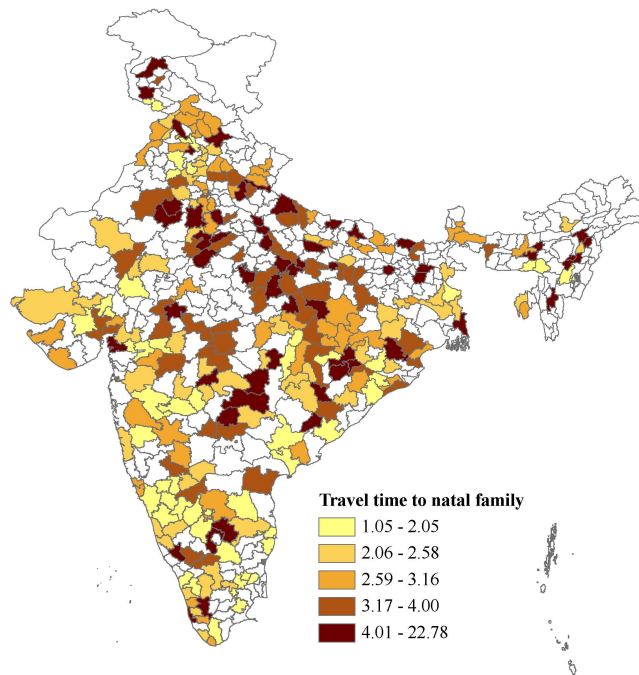 Travel time to natal family
1.05 - 2.05
2.06 - 2.58
2.59 - 3.16
3.17 - 4.00
4.01 - 22.78